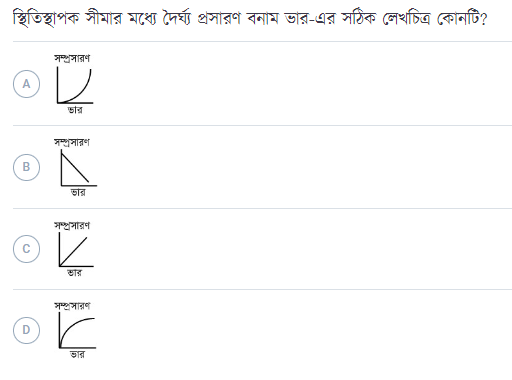 স্থিতিস্থাপক সীমার মধ্যে দৈর্ঘ্য প্রসারণ বনাম ভার-এর সঠিক লেখচিত্র কোনটি?
A
সম্প্রসারণ
ভার
B
সম্প্রসারণ
ভার
C
সম্প্রসারণ
ভার
D
সম্প্রসারণ
ভার